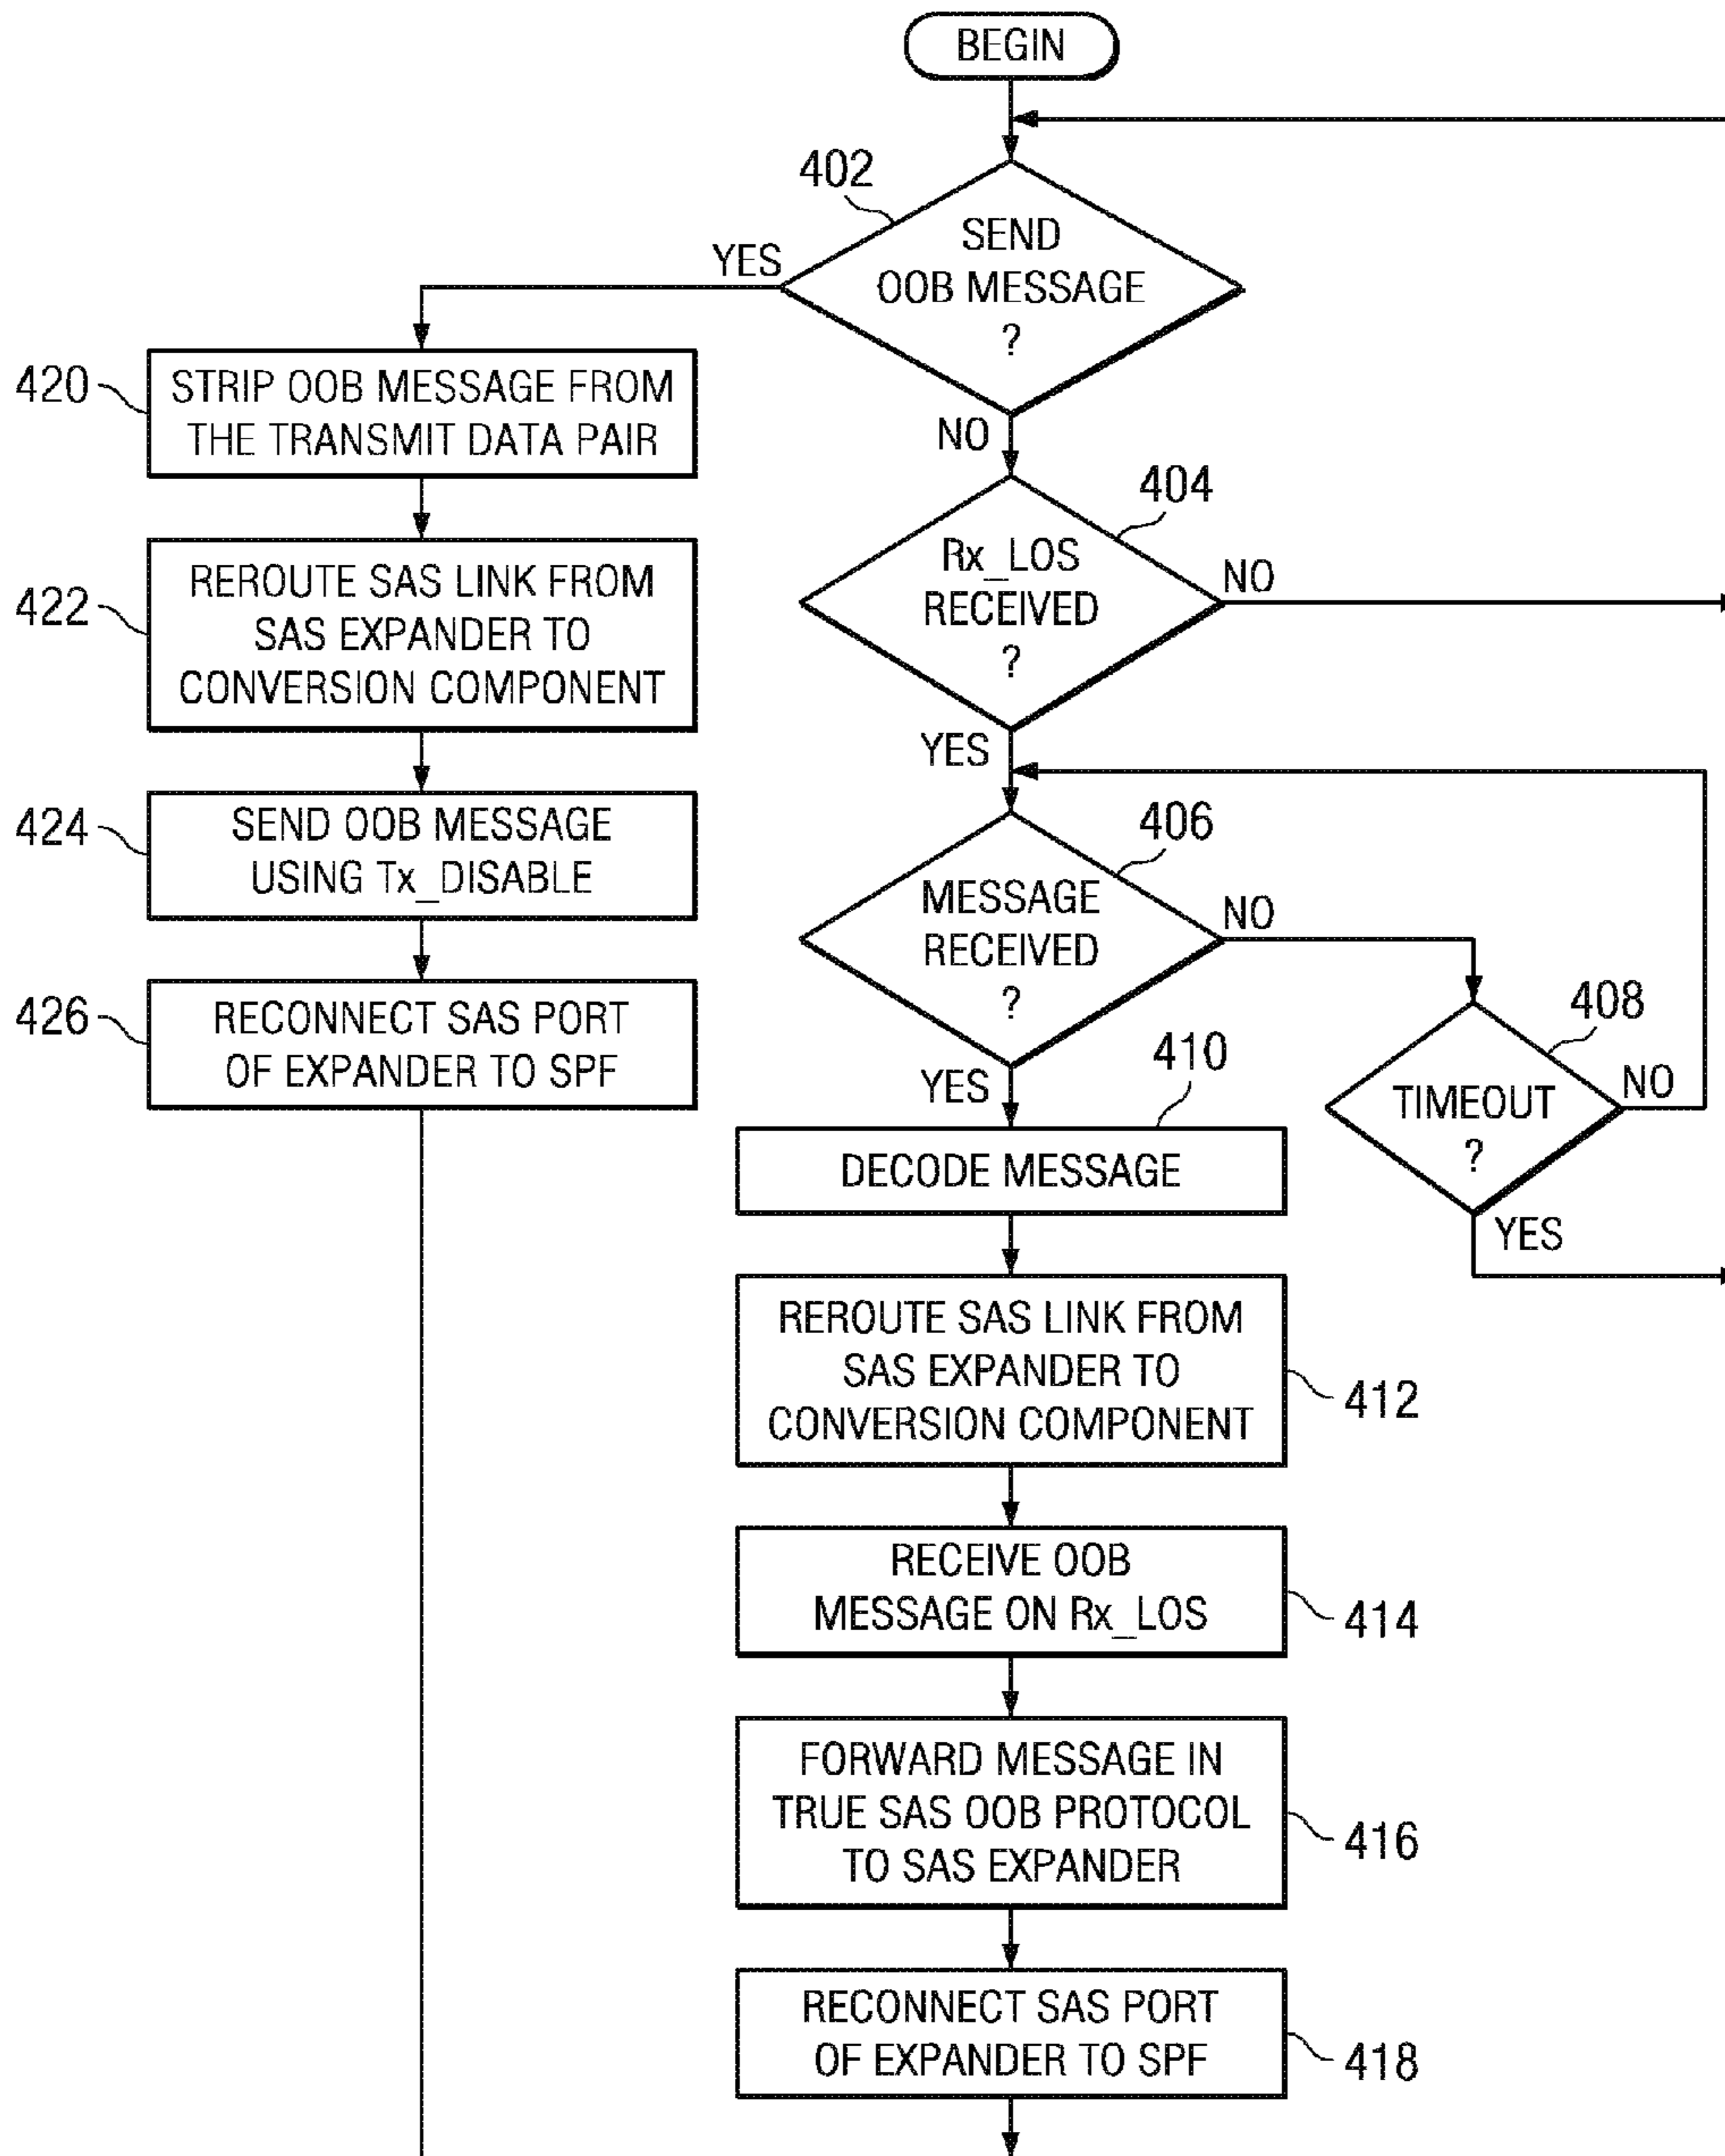 BEGIN
402
SEND
OOB MESSAGE
?
YES
NO
420
STRIP OOB MESSAGE FROM
THE TRANSMIT DATA PAIR
422
REROUTE SAS LINK FROM
SAS EXPANDER TO
CONVERSION COMPONENT
424
SEND OOB MESSAGE
USING Tx_DISABLE
426
RECONNECT SAS PORT
OF EXPANDER TO SPF
404
Rx_LOS
RECEIVED
?
NO
YES
406
MESSAGE
RECEIVED
?
NO
YES
408
TIMEOUT
?
NO
YES
410
DECODE MESSAGE
REROUTE SAS LINK FROM
SAS EXPANDER TO
CONVERSION COMPONENT
412
RECEIVE OOB
MESSAGE ON Rx_LOS
414
FORWARD MESSAGE IN
TRUE SAS OOB PROTOCOL
TO SAS EXPANDER
416
RECONNECT SAS PORT
OF EXPANDER TO SPF
418